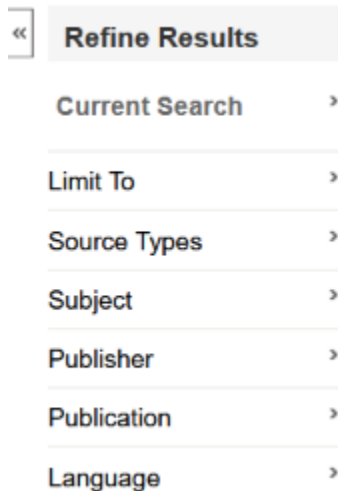 « Refine Results
Current Search ›
Limit To ›
Source Types ›
Subject ›
Publisher ›
Publication ›
Language ›